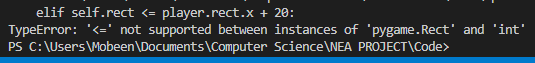 elif self.rect <= player.rect.x + 20:
TypeError: '<=' not supported between instances of 'pygame.Rect' and 'int'
PS C:\Users\Mobeen\Documents\Computer Science\NEA PROJECT\Code>